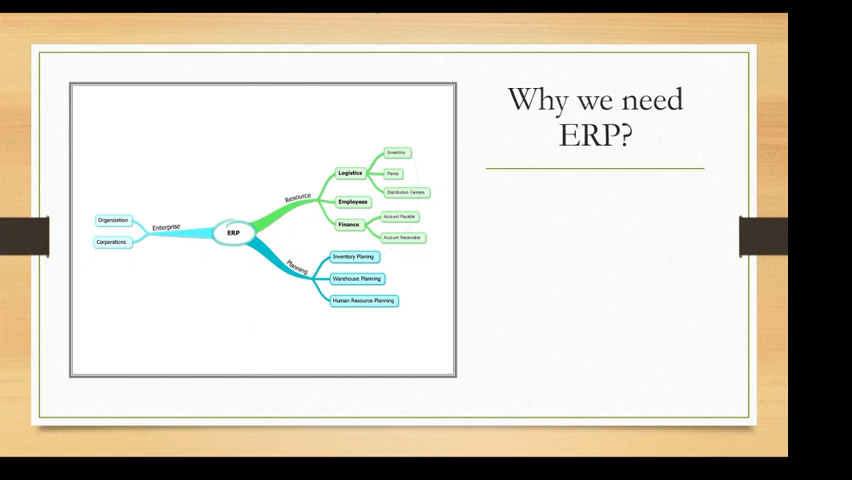 Why we need
ERP?
ERP
Enterprise
Organization
Corporations
Resource
Logistics
Inventory
Plants
Distribution Centers
Employees
Finance
Account Payable
Account Receivable
Planning
Inventory Planing
Warehouse Planning
Human Resource Planning